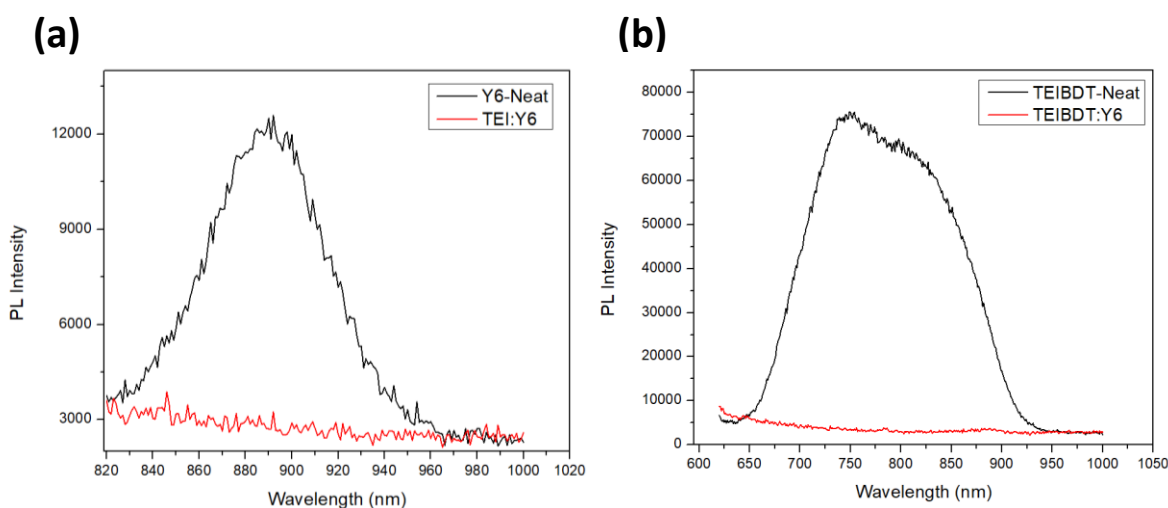 (a)
Y6-Neat
TEI:Y6
12000
9000
6000
3000
PL Intensity
820 840 860 880 900 920 940 960 980 1000 1020
Wavelength (nm)
(b)
TEIBDT-Neat
TEIBDT:Y6
80000
70000
60000
50000
40000
30000
20000
10000
0
PL Intensity
600 650 700 750 800 850 900 950 1000 1050
Wavelength (nm)